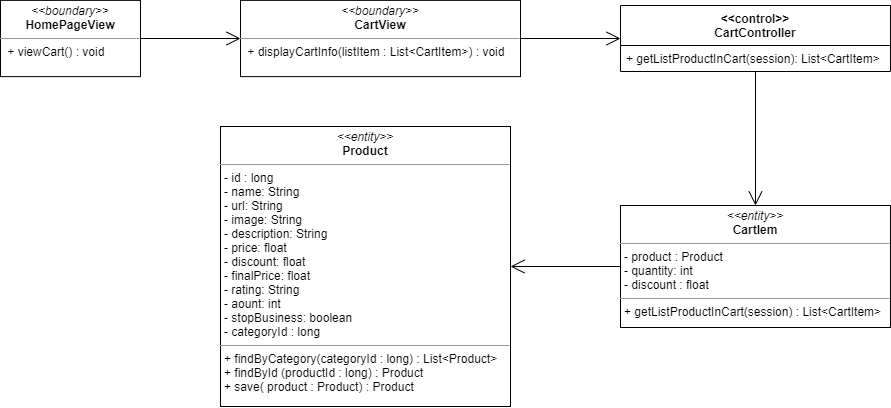 <<boundary>>
HomePageView
+ viewCart() : void
<<boundary>>
CartView
+ displayCartInfo(listItem : List<CartItem>) : void
<<control>>
CartController
+ getListProductInCart(session): List<CartItem>
<<entity>>
Product
- id : long
- name: String
- url: String
- image: String
- description: String
- price: float
- discount: float
- finalPrice: float
- rating: String
- aount: int
- stopBusiness: boolean
- categoryId : long
+ findByCategory(categoryId : long) : List<Product>
+ findById (productId : long) : Product
+ save( product : Product) : Product
<<entity>>
CartIem
- product : Product
- quantity: int
- discount : float
+ getListProductInCart(session) : List<CartItem>